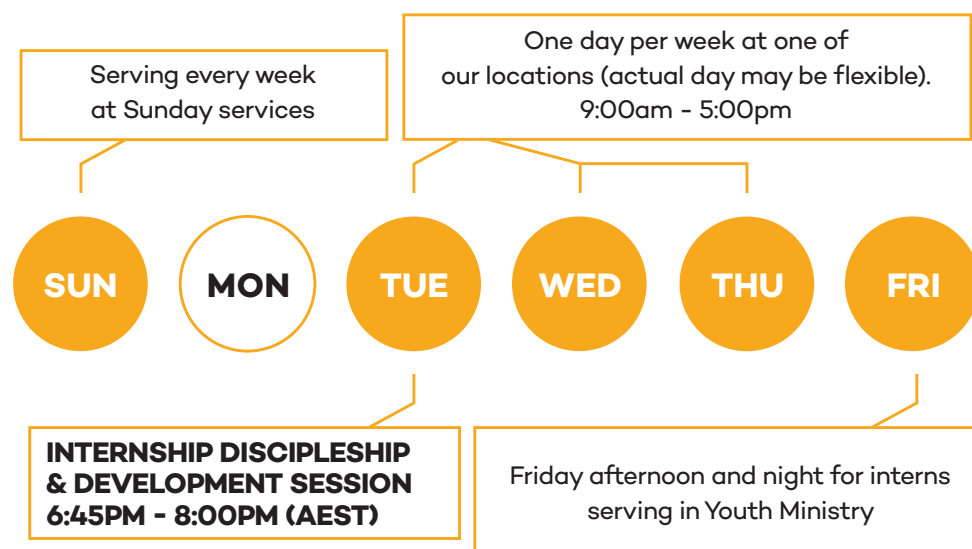 Serving every week
at Sunday services
One day per week at one of
our locations (actual day may be flexible).
9:00am - 5:00pm
SUN
MON
TUE
WED
THU
FRI
INTERNSHIP DISCIPLESHIP
& DEVELOPMENT SESSION
6:45PM - 8:00PM (AEST)
Friday afternoon and night for interns
serving in Youth Ministry